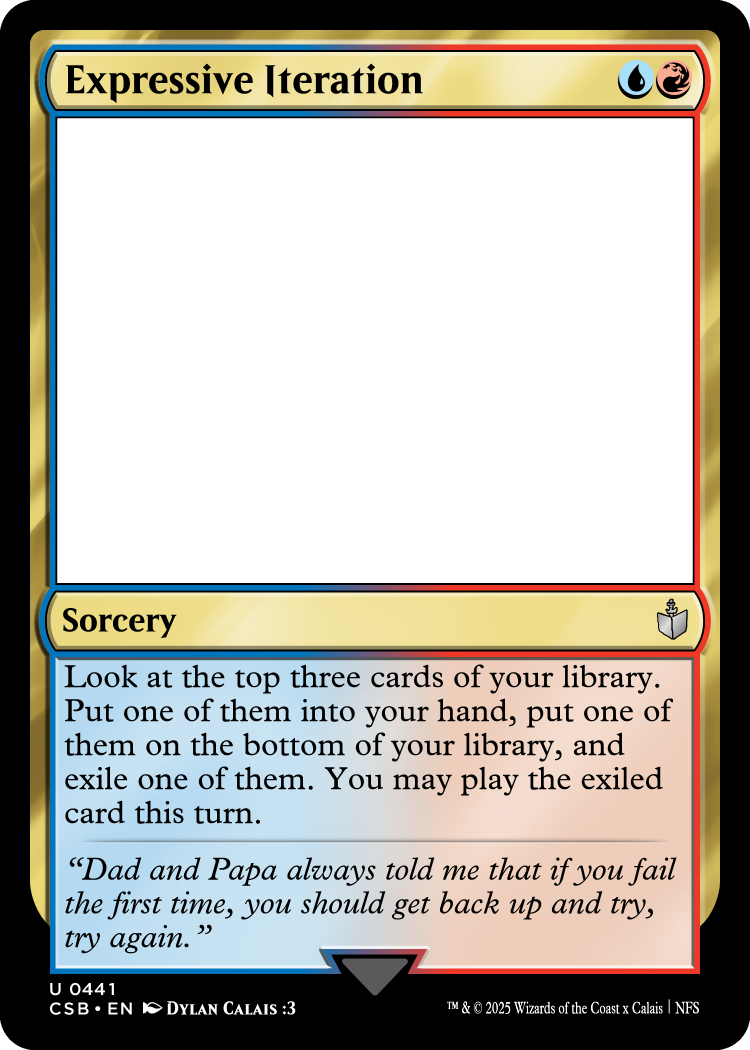 Expressive Iteration
Sorcery
Look at the top three cards of your library.
Put one of them into your hand, put one of
them on the bottom of your library, and
exile one of them. You may play the exiled
card this turn.
“Dad and Papa always told me that if you fail
the first time, you should get back up and try,
try again.”
U 0441
CSB • EN DYLAN CALAIS :3
™ & © 2025 Wizards of the Coast x Calais | NFS